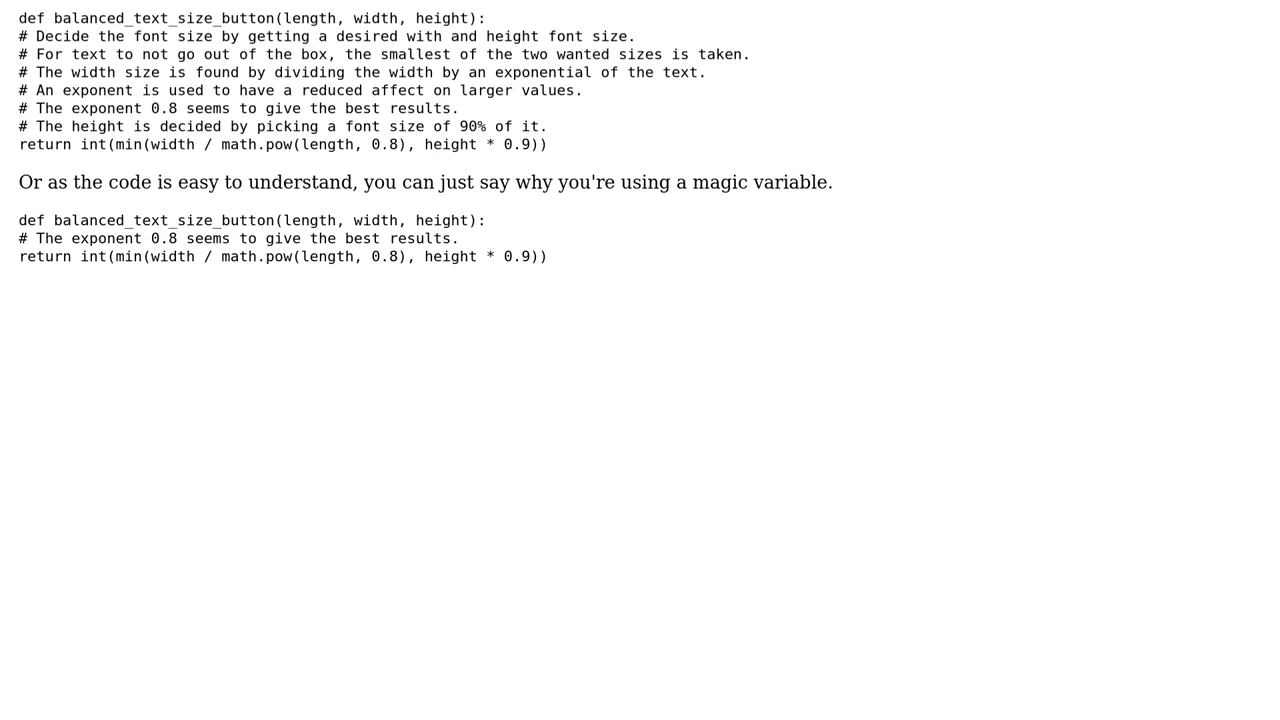 def balanced_text_size_button(length, width, height):
# Decide the font size by getting a desired with and height font size.
# For text to not go out of the box, the smallest of the two wanted sizes is taken.
# The width size is found by dividing the width by an exponential of the text.
# An exponent is used to have a reduced affect on larger values.
# The exponent 0.8 seems to give the best results.
# The height is decided by picking a font size of 90% of it.
return int(min(width / math.pow(length, 0.8), height * 0.9))
Or as the code is easy to understand, you can just say why you're using a magic variable.
def balanced_text_size_button(length, width, height):
# The exponent 0.8 seems to give the best results.
return int(min(width / math.pow(length, 0.8), height * 0.9))